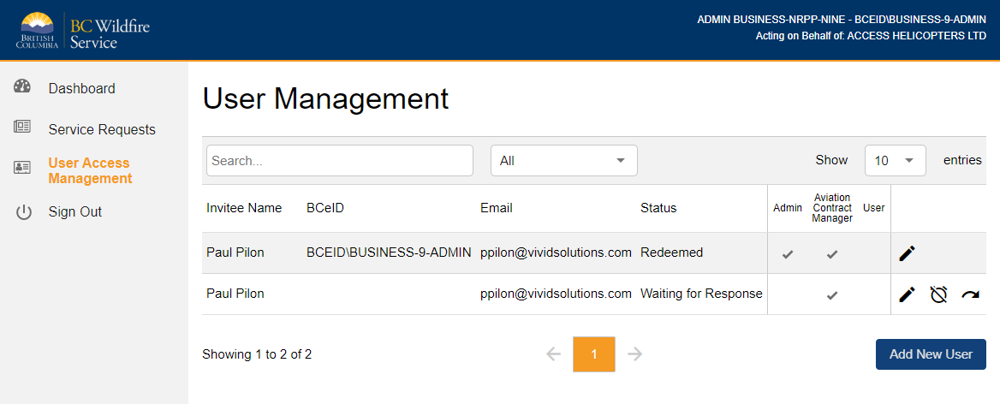 BRITISH
COLUMBIA
BC Wildfire
Service
ADMIN BUSINESS-NRPP-NINE - BCEID\BUSINESS-9-ADMIN
Acting on Behalf of: ACCESS HELICOPTERS LTD
Dashboard
Service Requests
User Access
Management
Sign Out
User Management
Search... All Show 10 entries
Invitee Name BCeID Email Status Admin Aviation Contract Manager User
Paul Pilon BCEID\BUSINESS-9-ADMIN ppilon@vividsolutions.com Redeemed
Paul Pilon ppilon@vividsolutions.com Waiting for Response
Showing 1 to 2 of 2 1 Add New User